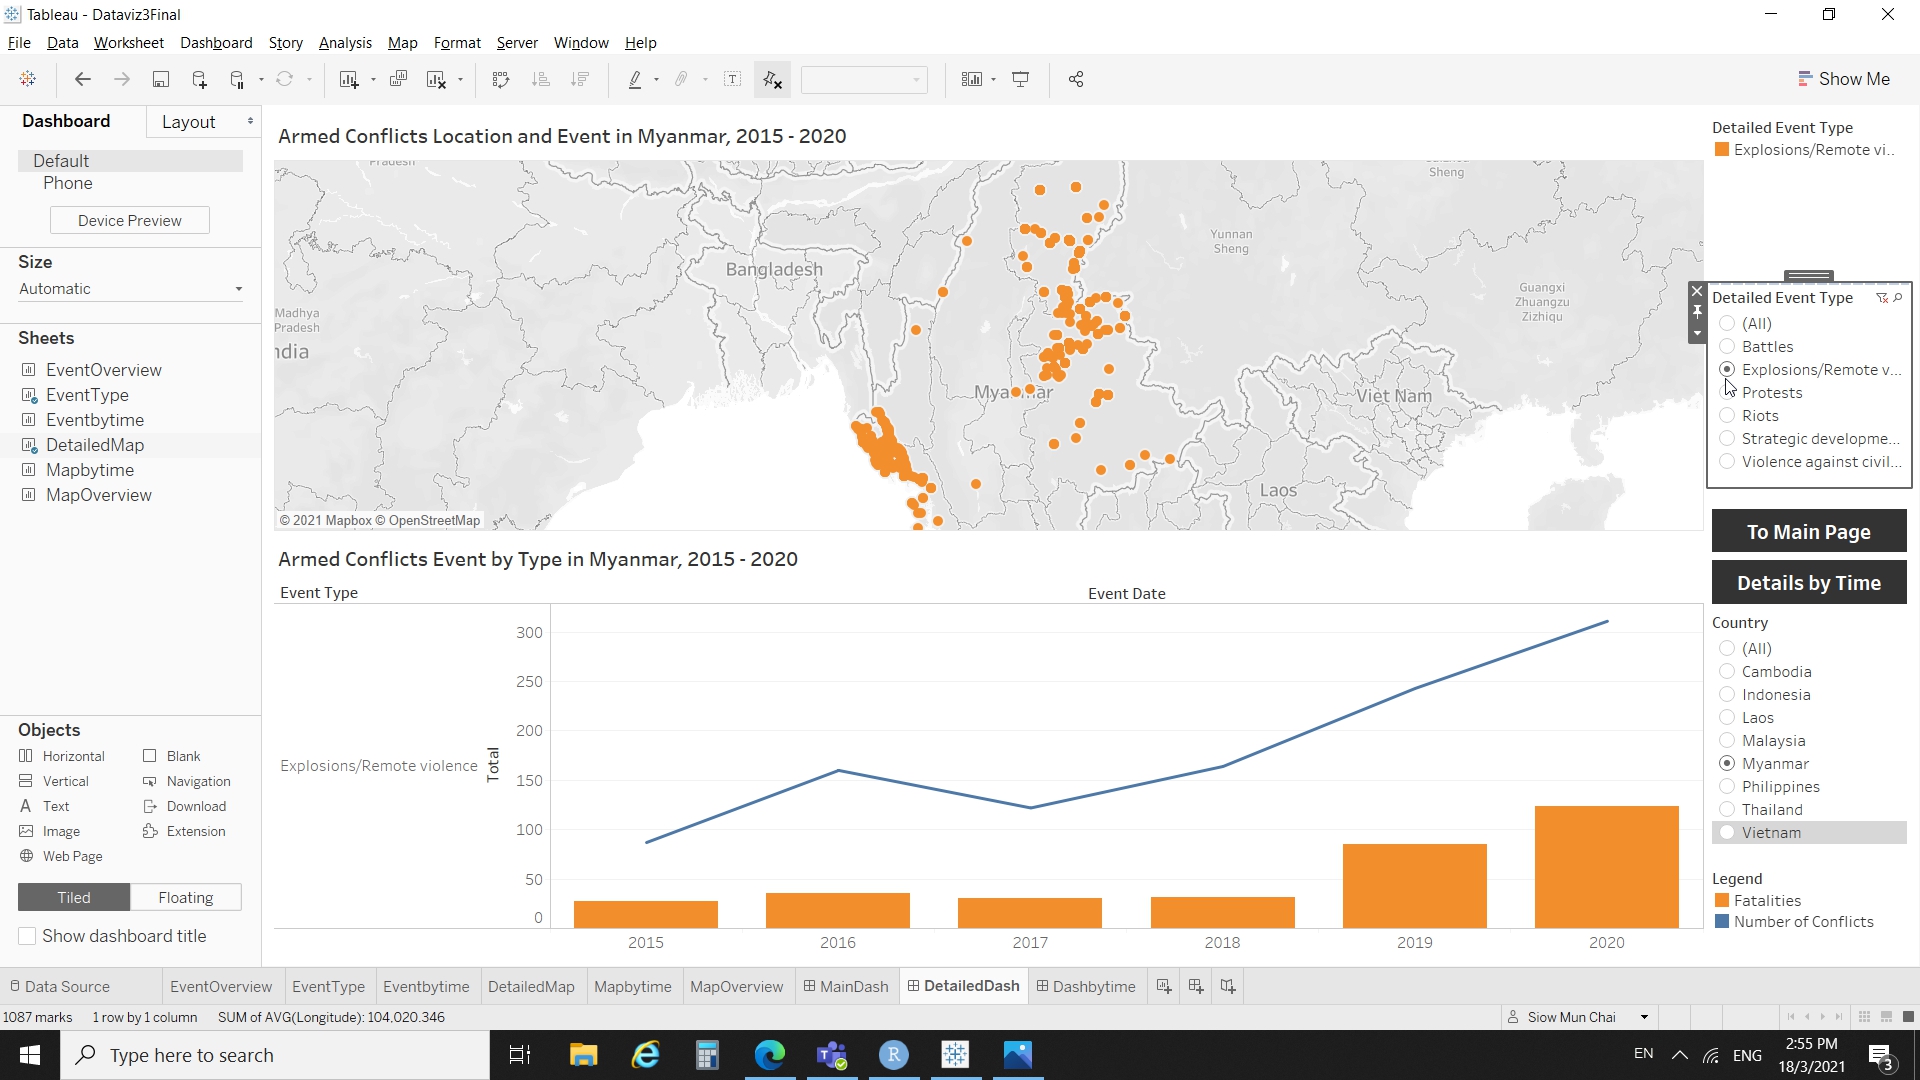 Tableau - Dataviz3Final
File Data Worksheet Dashboard Story Analysis Map Format Server Window Help
Show Me
Dashboard Layout
Default
Phone
Device Preview
Size
Automatic
Sheets
EventOverview
EventType
Eventbytime
DetailedMap
Mapbytime
MapOverview
Objects
Horizontal Blank
Vertical Navigation
Text Download
Image Extension
Web Page
Tiled Floating
Show dashboard title
Armed Conflicts Location and Event in Myanmar, 2015 - 2020
Pradesh
Sheng
Yunnan
Sheng
Bangladesh
Guangxi
Zhuangzu
Zizhiqu
Madhya
Pradesh
ndia
Myanmar
Viet Nam
Laos
© 2021 Mapbox © OpenStreetMap
Armed Conflicts Event by Type in Myanmar, 2015 - 2020
Event Type Event Date
Explosions/Remote violence
Total
300
250
200
150
100
50
0
2015 2016 2017 2018 2019 2020
Detailed Event Type
Explosions/Remote vi..
Detailed Event Type
(All)
Battles
Explosions/Remote v...
Protests
Riots
Strategic developme...
Violence against civil...
To Main Page
Details by Time
Country
(All)
Cambodia
Indonesia
Laos
Malaysia
Myanmar
Philippines
Thailand
Vietnam
Legend
Fatalities
Number of Conflicts
Data Source EventOverview EventType Eventbytime DetailedMap Mapbytime MapOverview MainDash DetailedDash Dashbytime
1087 marks 1 row by 1 column SUM of AVG(Longitude): 104,020.346 Siow Mun Chai
Type here to search
EN ENG
2:55 PM
18/3/2021
3